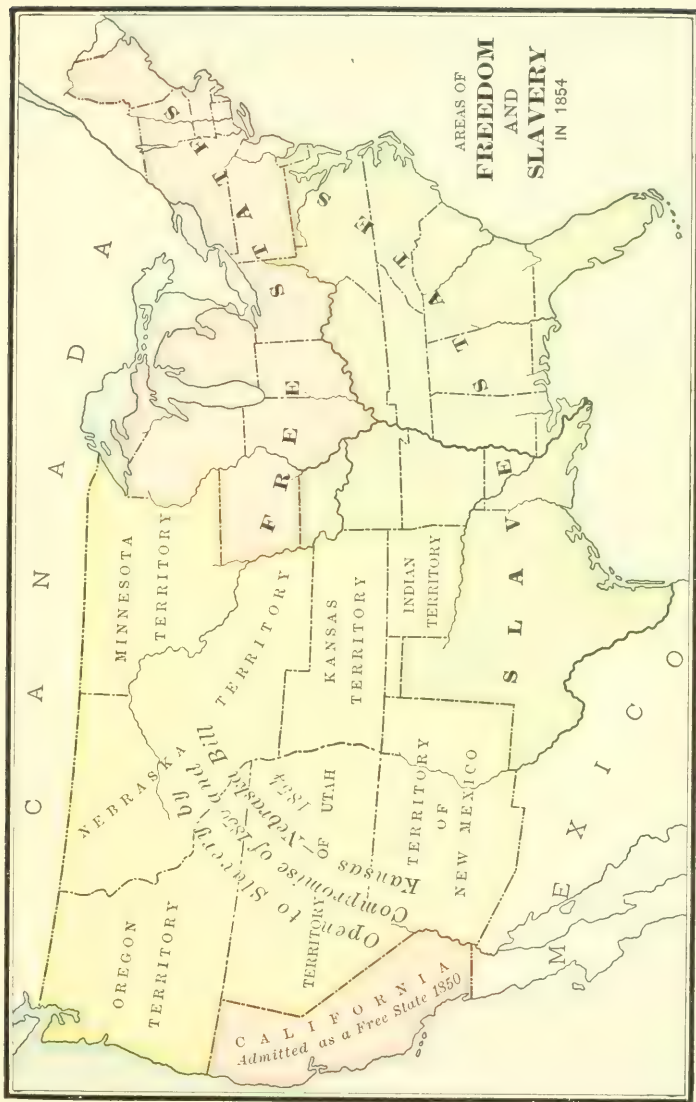 AREAS OF
FREEDOM
AND
SLAVERY
IN 1854
CANADA
OREGON
TERRITORY
NEBRASKA
TERRITORY
MINNESOTA
TERRITORY
Open to Slavery by
Compromise of 1850 and
Kansas–Nebraska Bill
1854
TERRITORY
OF UTAH
KANSAS
TERRITORY
CALIFORNIA
Admitted as a Free State 1850
TERRITORY
OF
NEW MEXICO
INDIAN
TERRITORY
FREE STATES
SLAVE STATES
MEXICO